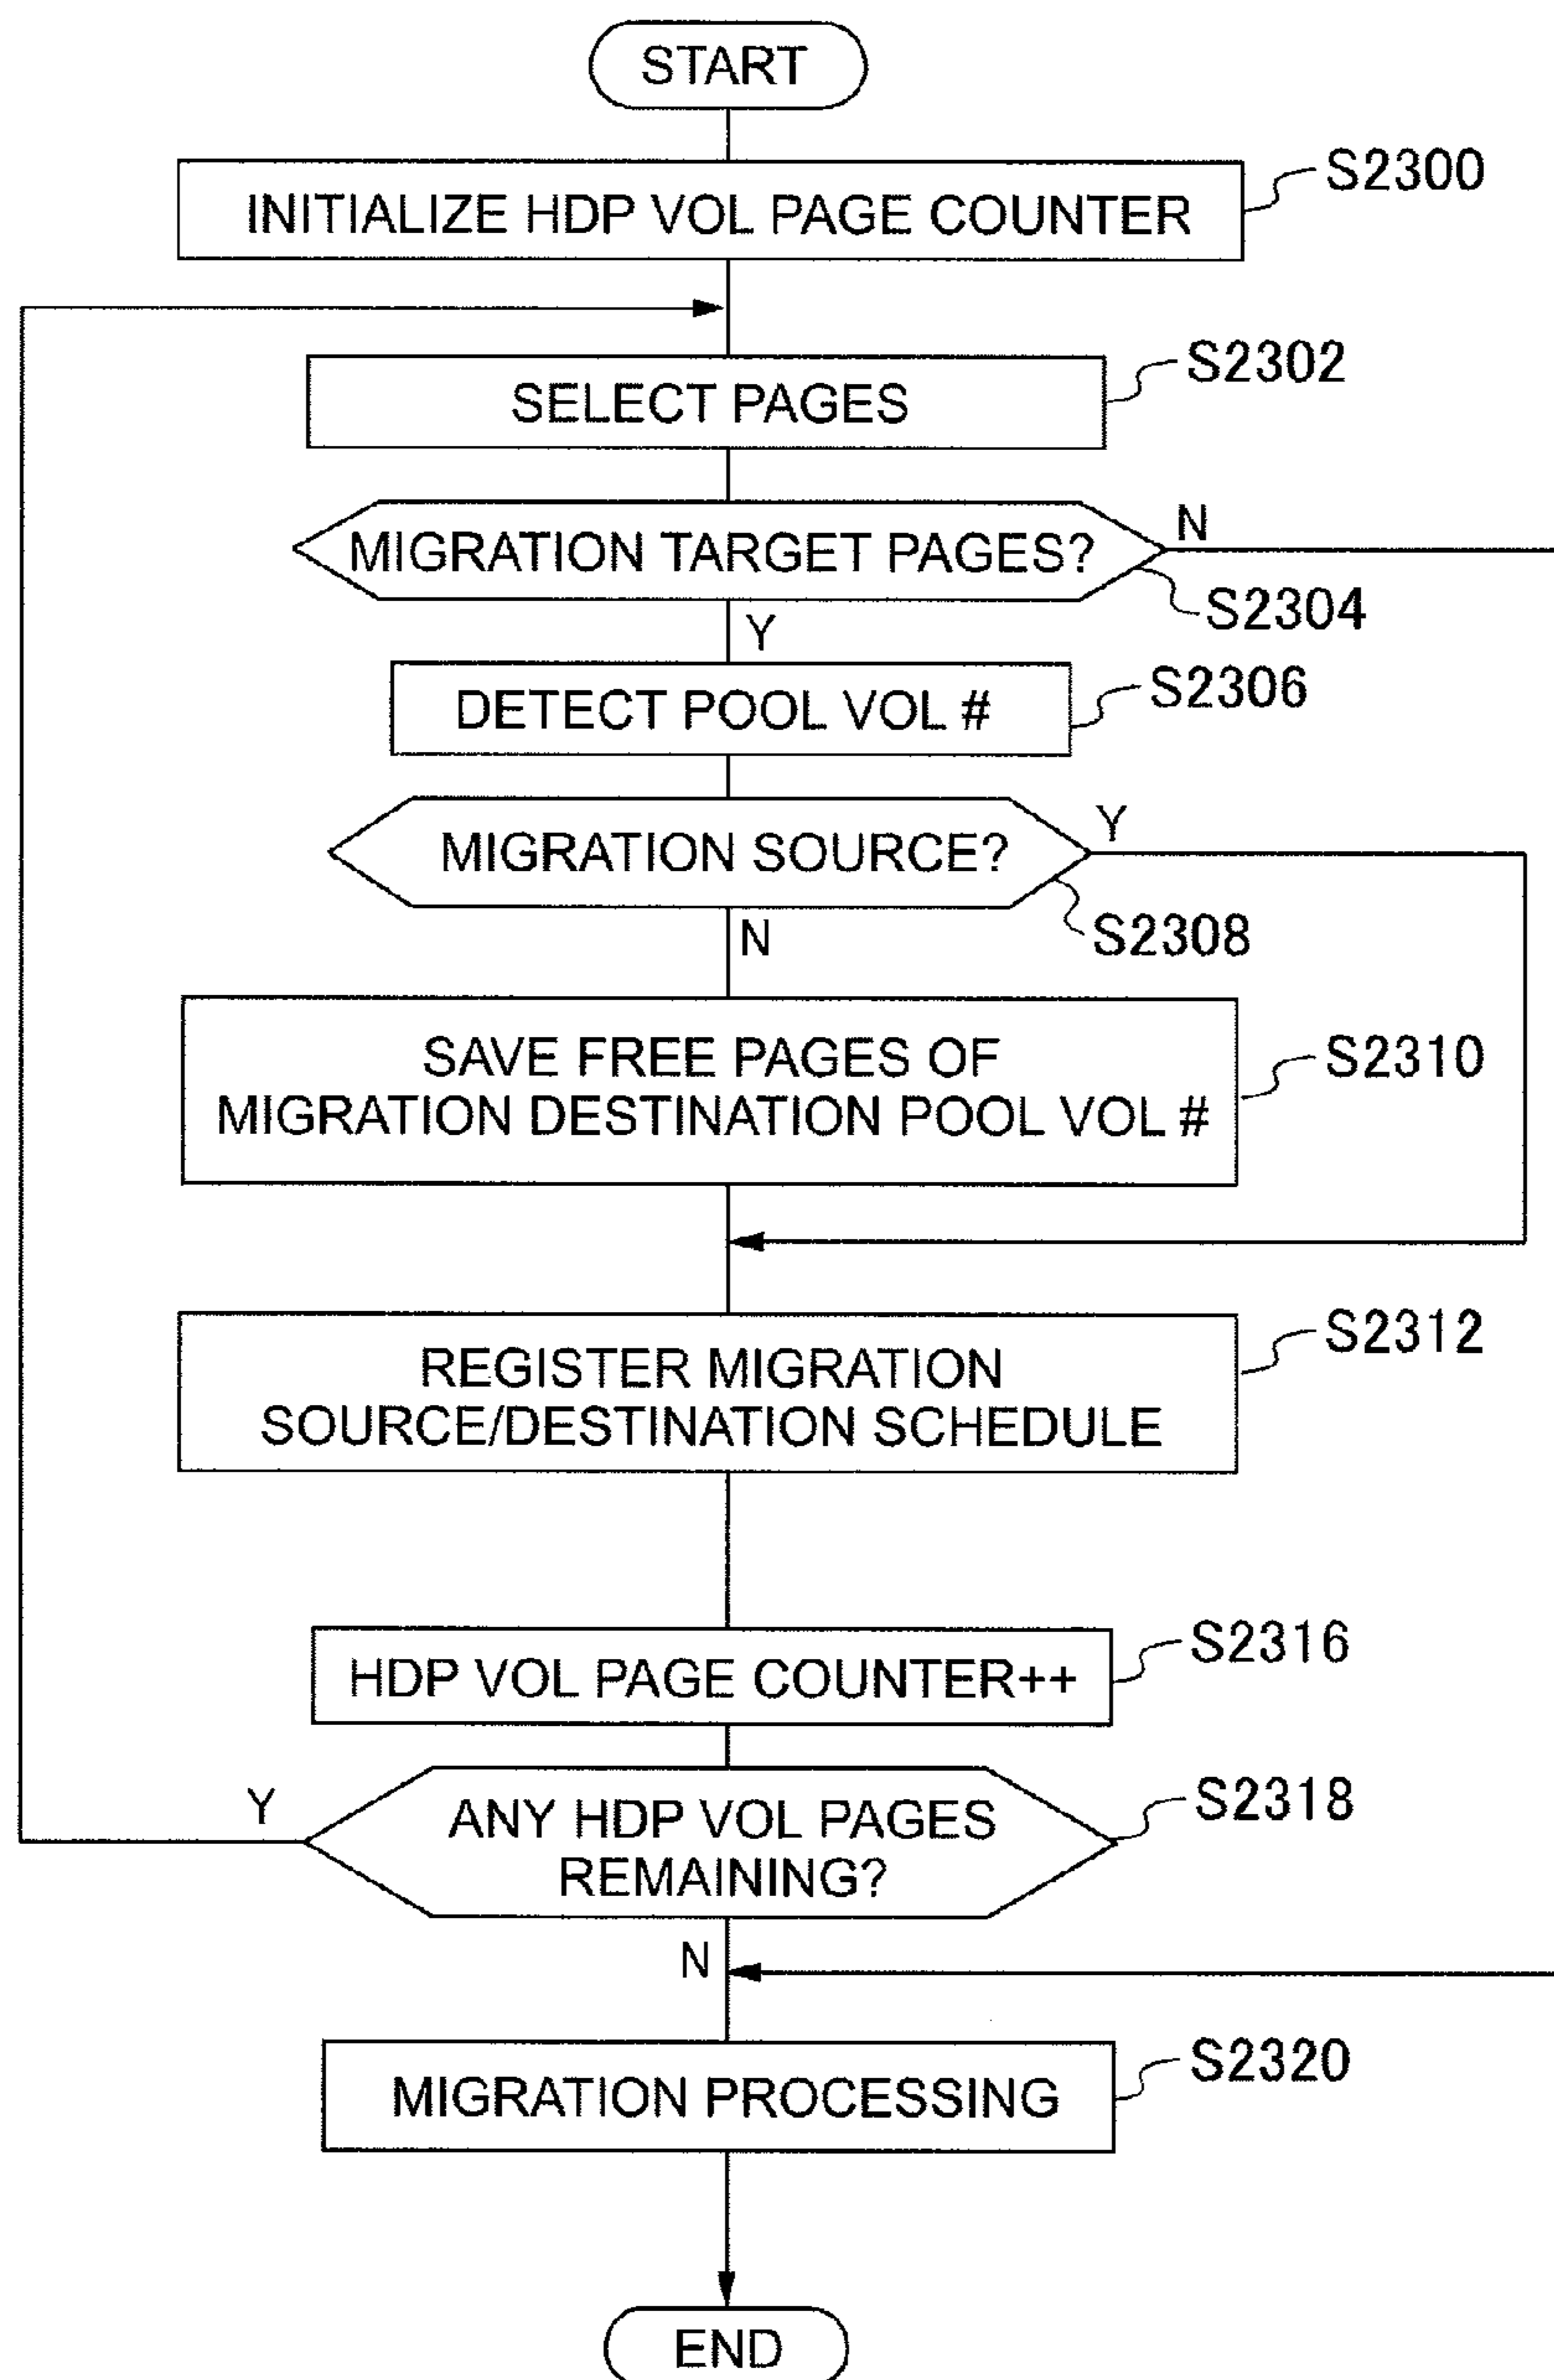 START
INITIALIZE HDP VOL PAGE COUNTER
S2300
SELECT PAGES
S2302
MIGRATION TARGET PAGES?
N
S2304
Y
DETECT POOL VOL #
S2306
MIGRATION SOURCE?
Y
S2308
N
SAVE FREE PAGES OF
MIGRATION DESTINATION POOL VOL #
S2310
REGISTER MIGRATION
SOURCE/DESTINATION SCHEDULE
S2312
HDP VOL PAGE COUNTER++
S2316
Y
ANY HDP VOL PAGES
REMAINING?
S2318
N
MIGRATION PROCESSING
S2320
END